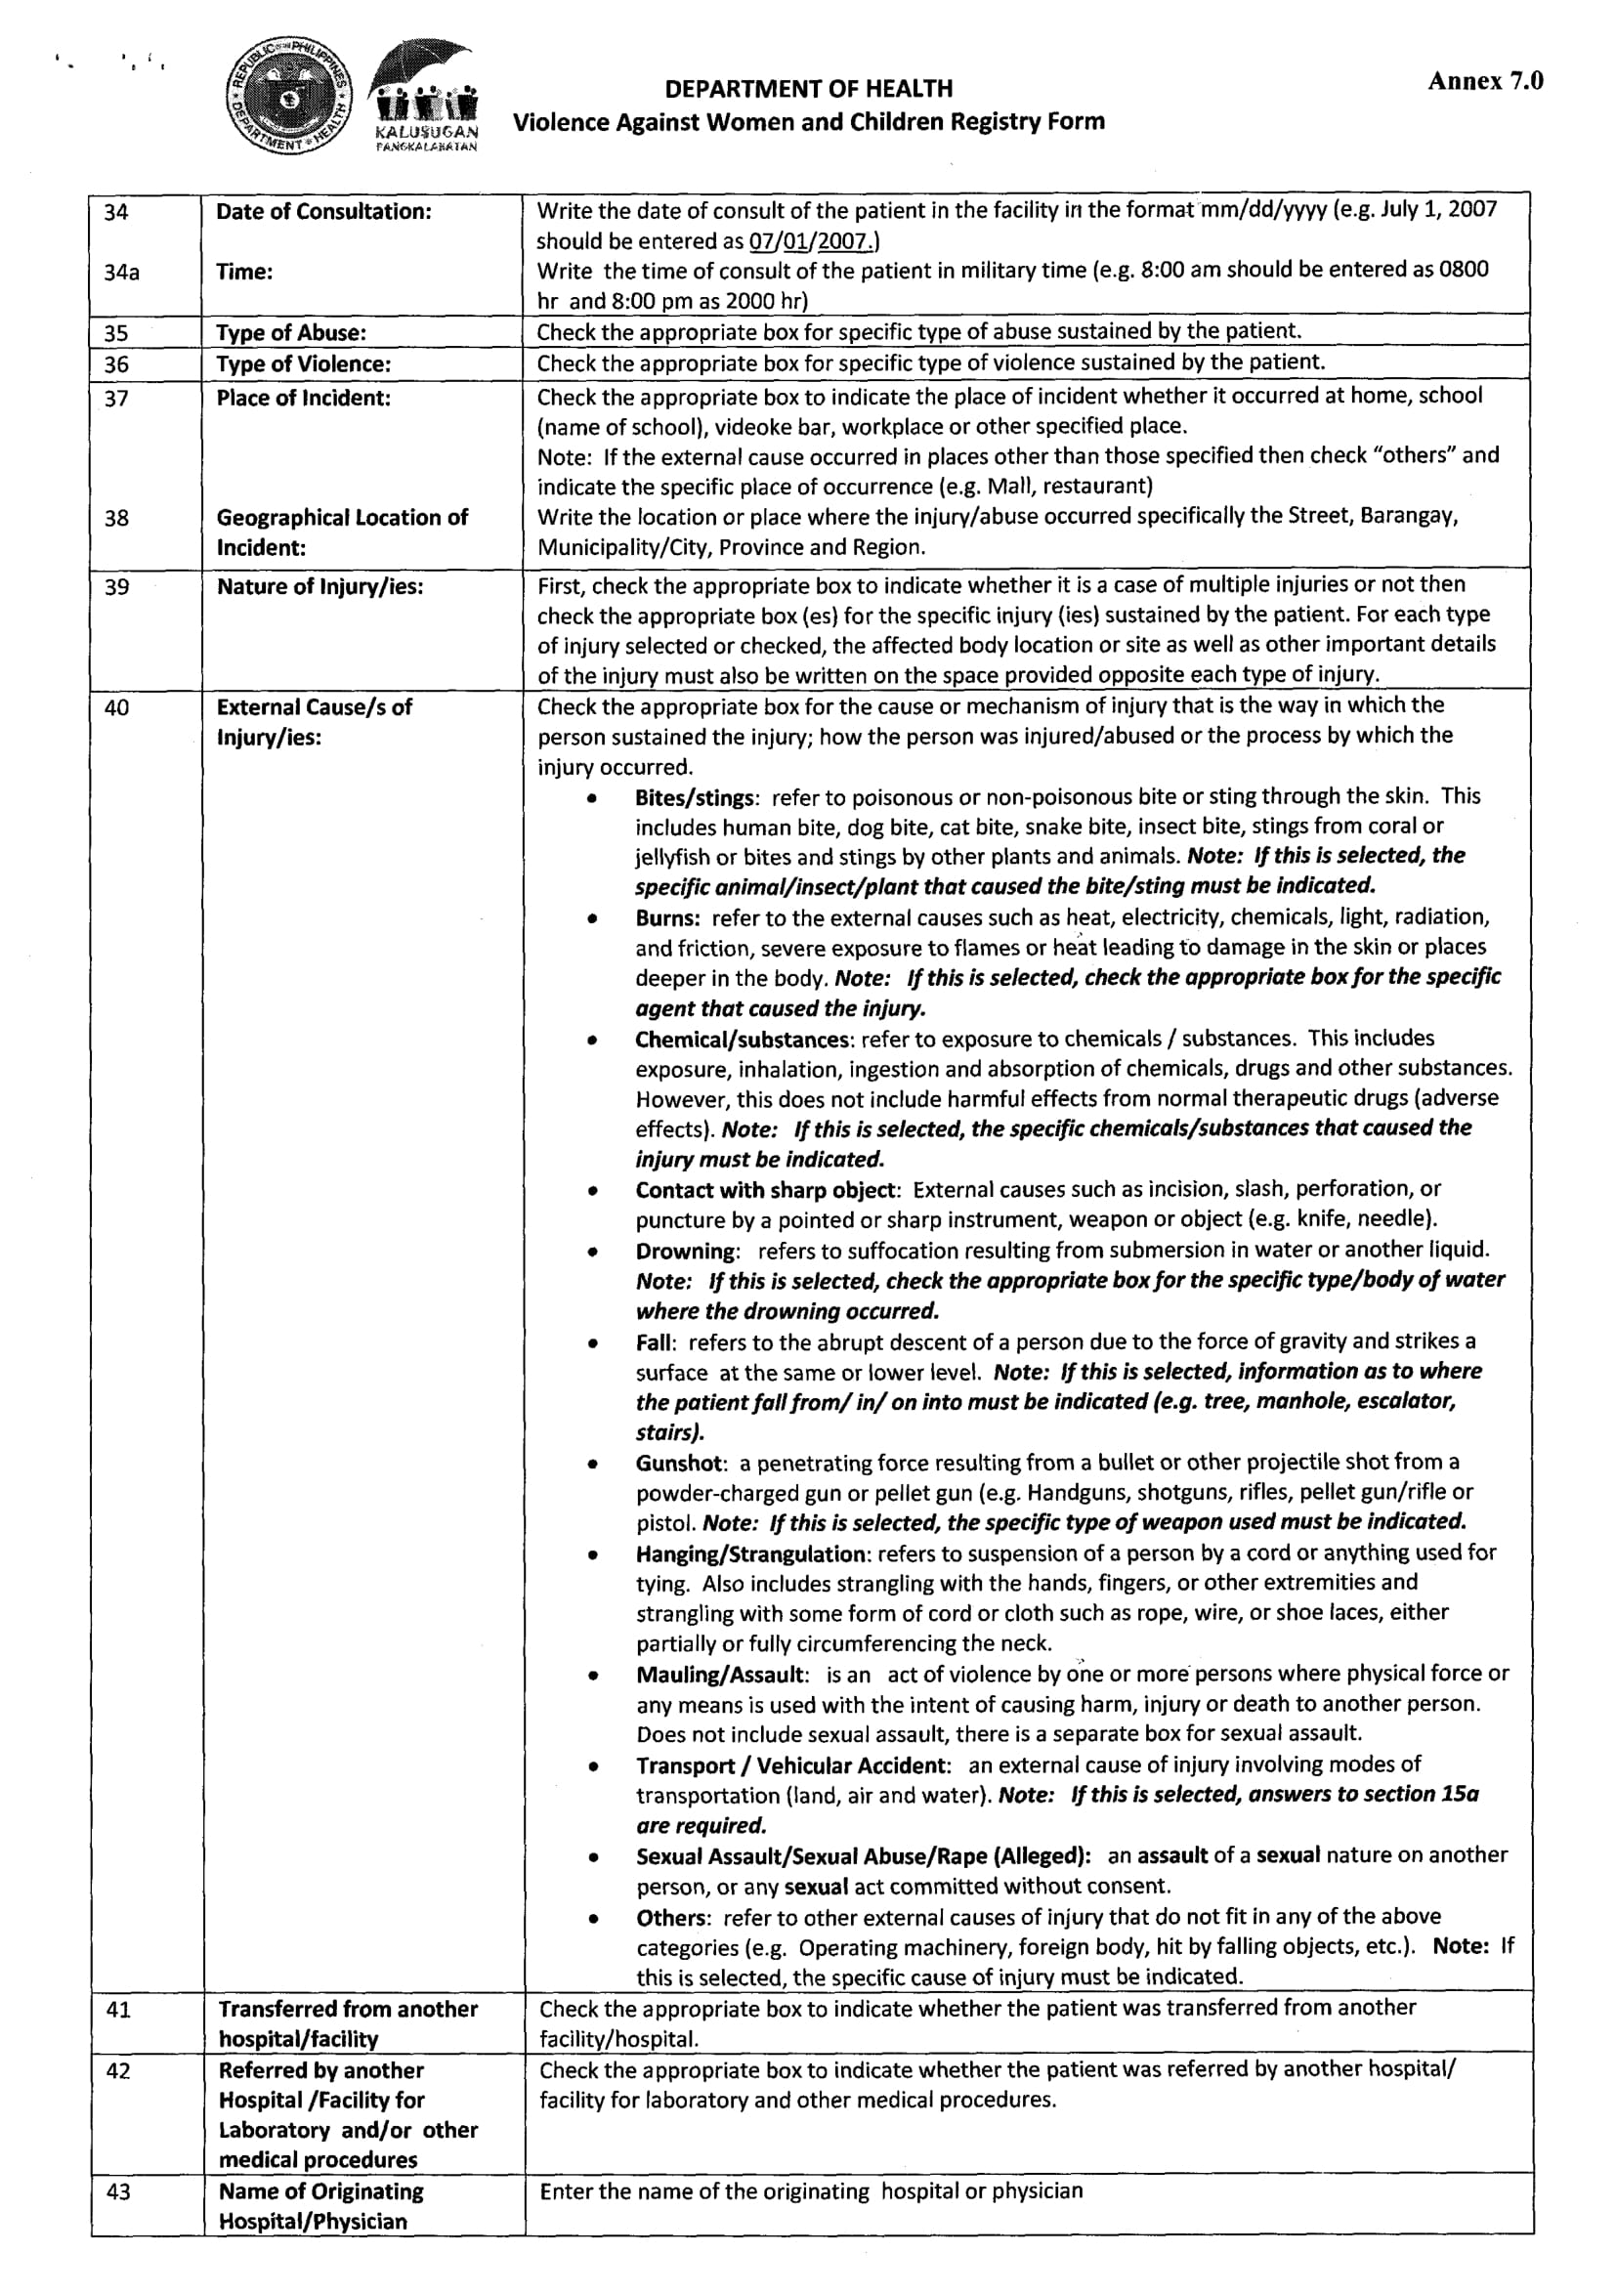 REPUBLIC OF THE PHILIPPINES
DEPARTMENT OF HEALTH
KALUSUGAN
PANGKALAHATAN
Annex 7.0
DEPARTMENT OF HEALTH
Violence Against Women and Children Registry Form
34 Date of Consultation: Write the date of consult of the patient in the facility in the format mm/dd/yyyy (e.g. July 1, 2007
should be entered as 07/01/2007.)
34a Time: Write the time of consult of the patient in military time (e.g. 8:00 am should be entered as 0800
hr and 8:00 pm as 2000 hr)
35 Type of Abuse: Check the appropriate box for specific type of abuse sustained by the patient.
36 Type of Violence: Check the appropriate box for specific type of violence sustained by the patient.
37 Place of Incident: Check the appropriate box to indicate the place of incident whether it occurred at home, school
(name of school), videoke bar, workplace or other specified place.
Note: If the external cause occurred in places other than those specified then check “others” and
indicate the specific place of occurrence (e.g. Mall, restaurant)
38 Geographical Location of Write the location or place where the injury/abuse occurred specifically the Street, Barangay,
Incident: Municipality/City, Province and Region.
39 Nature of Injury/ies: First, check the appropriate box to indicate whether it is a case of multiple injuries or not then
check the appropriate box (es) for the specific injury (ies) sustained by the patient. For each type
of injury selected or checked, the affected body location or site as well as other important details
of the injury must also be written on the space provided opposite each type of injury.
40 External Cause/s of Check the appropriate box for the cause or mechanism of injury that is the way in which the
Injury/ies: person sustained the injury; how the person was injured/abused or the process by which the
injury occurred.
• Bites/stings: refer to poisonous or non-poisonous bite or sting through the skin. This
includes human bite, dog bite, cat bite, snake bite, insect bite, stings from coral or
jellyfish or bites and stings by other plants and animals. Note: If this is selected, the
specific animal/insect/plant that caused the bite/sting must be indicated.
• Burns: refer to the external causes such as heat, electricity, chemicals, light, radiation,
and friction, severe exposure to flames or heat leading to damage in the skin or places
deeper in the body. Note: If this is selected, check the appropriate box for the specific
agent that caused the injury.
• Chemical/substances: refer to exposure to chemicals / substances. This includes
exposure, inhalation, ingestion and absorption of chemicals, drugs and other substances.
However, this does not include harmful effects from normal therapeutic drugs (adverse
effects). Note: If this is selected, the specific chemicals/substances that caused the
injury must be indicated.
• Contact with sharp object: External causes such as incision, slash, perforation, or
puncture by a pointed or sharp instrument, weapon or object (e.g. knife, needle).
• Drowning: refers to suffocation resulting from submersion in water or another liquid.
Note: If this is selected, check the appropriate box for the specific type/body of water
where the drowning occurred.
• Fall: refers to the abrupt descent of a person due to the force of gravity and strikes a
surface at the same or lower level. Note: If this is selected, information as to where
the patient fall from/ in/ on into must be indicated (e.g. tree, manhole, escalator,
stairs).
• Gunshot: a penetrating force resulting from a bullet or other projectile shot from a
powder-charged gun or pellet gun (e.g. Handguns, shotguns, rifles, pellet gun/rifle or
pistol. Note: If this is selected, the specific type of weapon used must be indicated.
• Hanging/Strangulation: refers to suspension of a person by a cord or anything used for
tying. Also includes strangling with the hands, fingers, or other extremities and
strangling with some form of cord or cloth such as rope, wire, or shoe laces, either
partially or fully circumferencing the neck.
• Mauling/Assault: is an act of violence by one or more persons where physical force or
any means is used with the intent of causing harm, injury or death to another person.
Does not include sexual assault, there is a separate box for sexual assault.
• Transport / Vehicular Accident: an external cause of injury involving modes of
transportation (land, air and water). Note: If this is selected, answers to section 15a
are required.
• Sexual Assault/Sexual Abuse/Rape (Alleged): an assault of a sexual nature on another
person, or any sexual act committed without consent.
• Others: refer to other external causes of injury that do not fit in any of the above
categories (e.g. Operating machinery, foreign body, hit by falling objects, etc.). Note: If
this is selected, the specific cause of injury must be indicated.
41 Transferred from another Check the appropriate box to indicate whether the patient was transferred from another
hospital/facility facility/hospital.
42 Referred by another Check the appropriate box to indicate whether the patient was referred by another hospital/
Hospital /Facility for facility for laboratory and other medical procedures.
Laboratory and/or other
medical procedures
43 Name of Originating Enter the name of the originating hospital or physician
Hospital/Physician